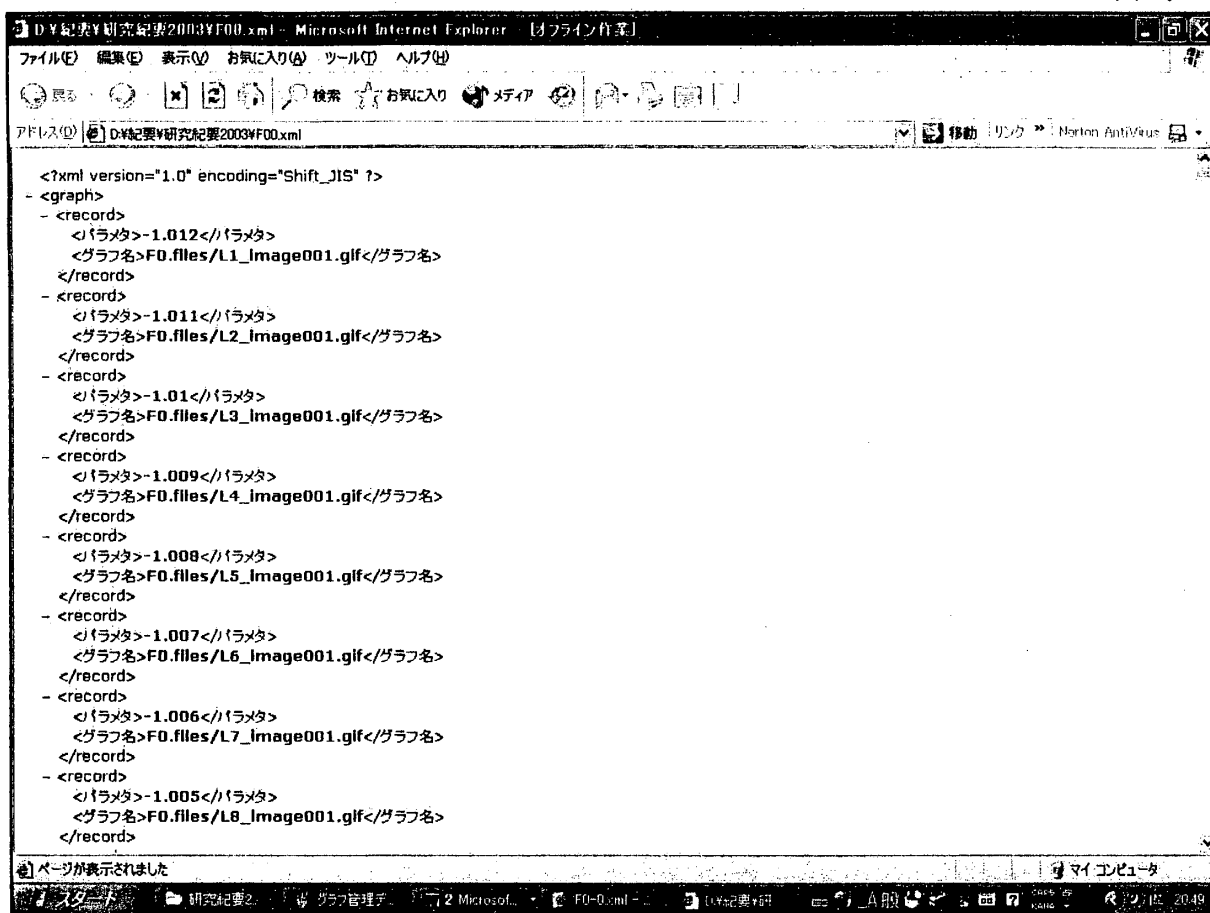 D:¥紀要¥研究紀要2003¥F00.xml - Microsoft Internet Explorer - [オフライン作業]
ファイル(F) 編集(E) 表示(V) お気に入り(A) ツール(T) ヘルプ(H)
戻る 検索 お気に入り メディア
アドレス(D) D:¥紀要¥研究紀要2003¥F00.xml 移動 リンク » Norton AntiVirus
<?xml version="1.0" encoding="Shift_JIS" ?>
- <graph>
- <record>
<パラメタ>-1.012</パラメタ>
<グラフ名>F0.files/L1_image001.gif</グラフ名>
</record>
- <record>
<パラメタ>-1.011</パラメタ>
<グラフ名>F0.files/L2_image001.gif</グラフ名>
</record>
- <record>
<パラメタ>-1.01</パラメタ>
<グラフ名>F0.files/L3_image001.gif</グラフ名>
</record>
- <record>
<パラメタ>-1.009</パラメタ>
<グラフ名>F0.files/L4_image001.gif</グラフ名>
</record>
- <record>
<パラメタ>-1.008</パラメタ>
<グラフ名>F0.files/L5_image001.gif</グラフ名>
</record>
- <record>
<パラメタ>-1.007</パラメタ>
<グラフ名>F0.files/L6_image001.gif</グラフ名>
</record>
- <record>
<パラメタ>-1.006</パラメタ>
<グラフ名>F0.files/L7_image001.gif</グラフ名>
</record>
- <record>
<パラメタ>-1.005</パラメタ>
<グラフ名>F0.files/L8_image001.gif</グラフ名>
</record>
ページが表示されました マイ コンピュータ
スタート 研究紀要2... グラフ管理デ... 2 Microsof... F0-0.xml - ... D:¥紀要¥研... A 般 CAPS KANA 20:49